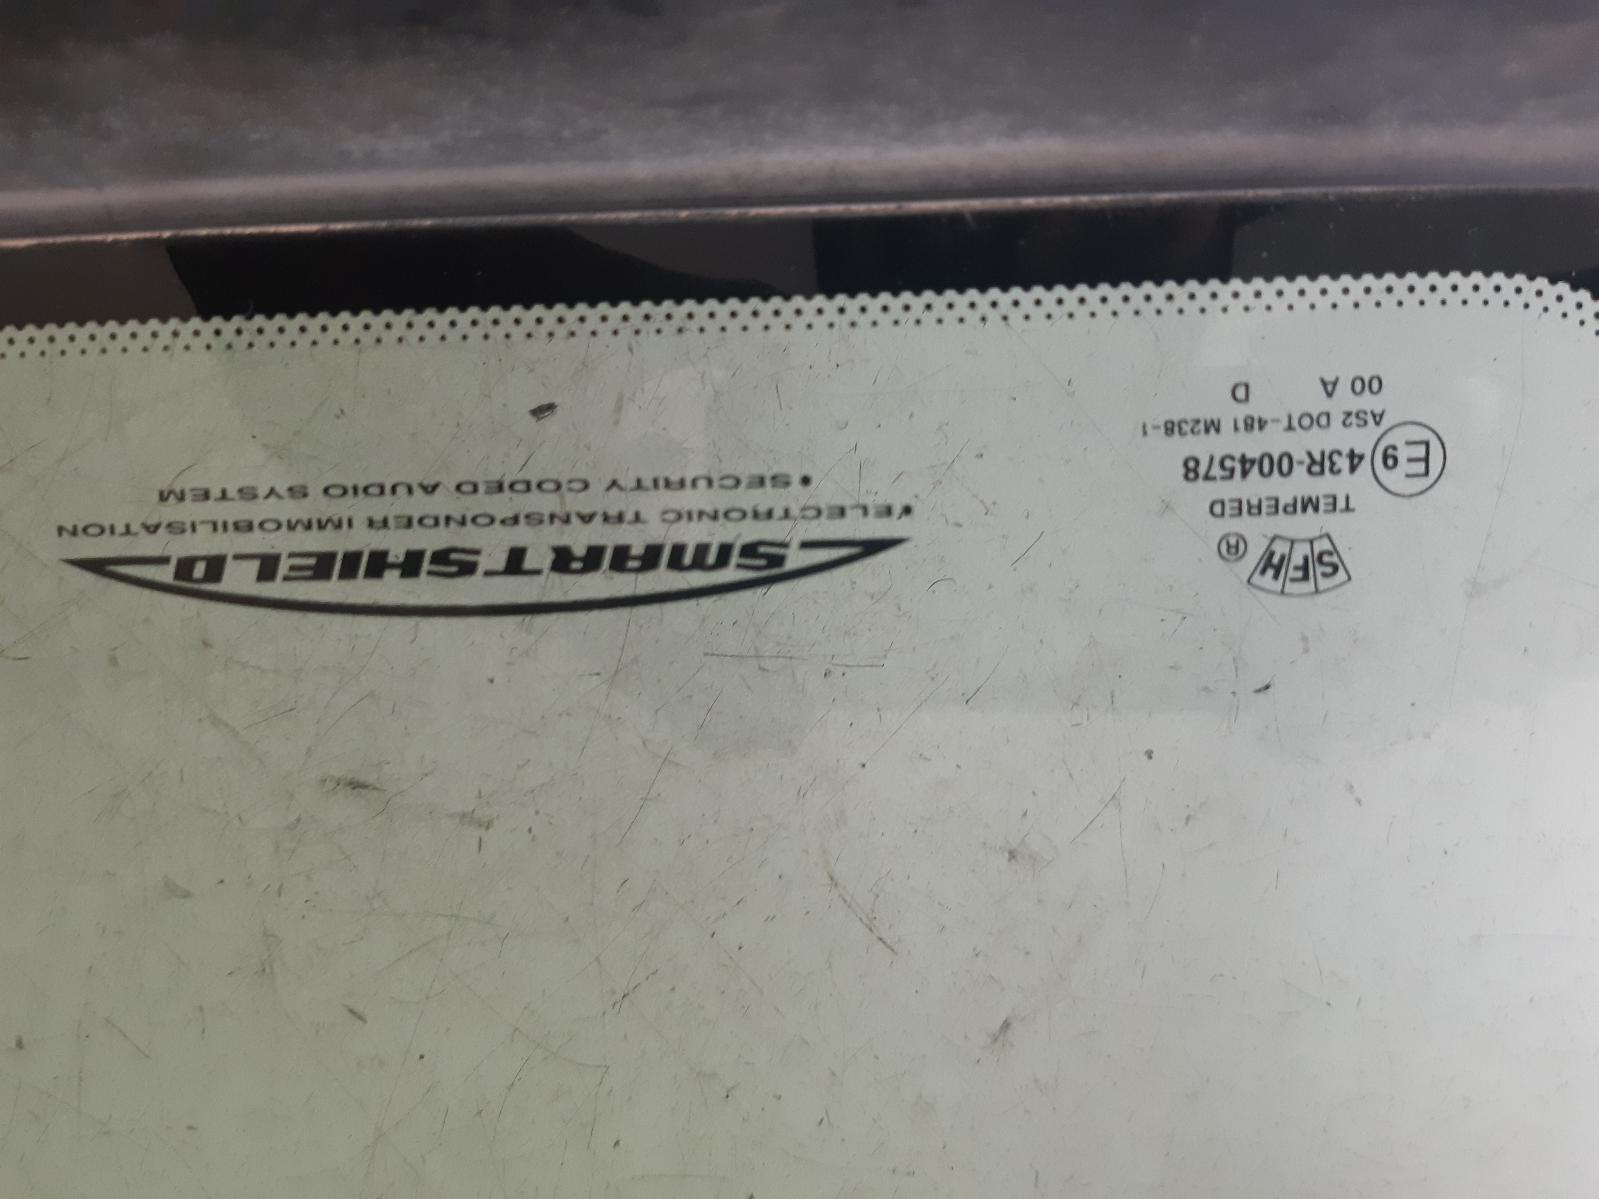 SFH ®
TEMPERED
E9 43R-004578
AS2 DOT-481 M238-1
00 A D
SMARTSHIELD
•ELECTRONIC TRANSPONDER IMMOBILISATION
•SECURITY CODED AUDIO SYSTEM